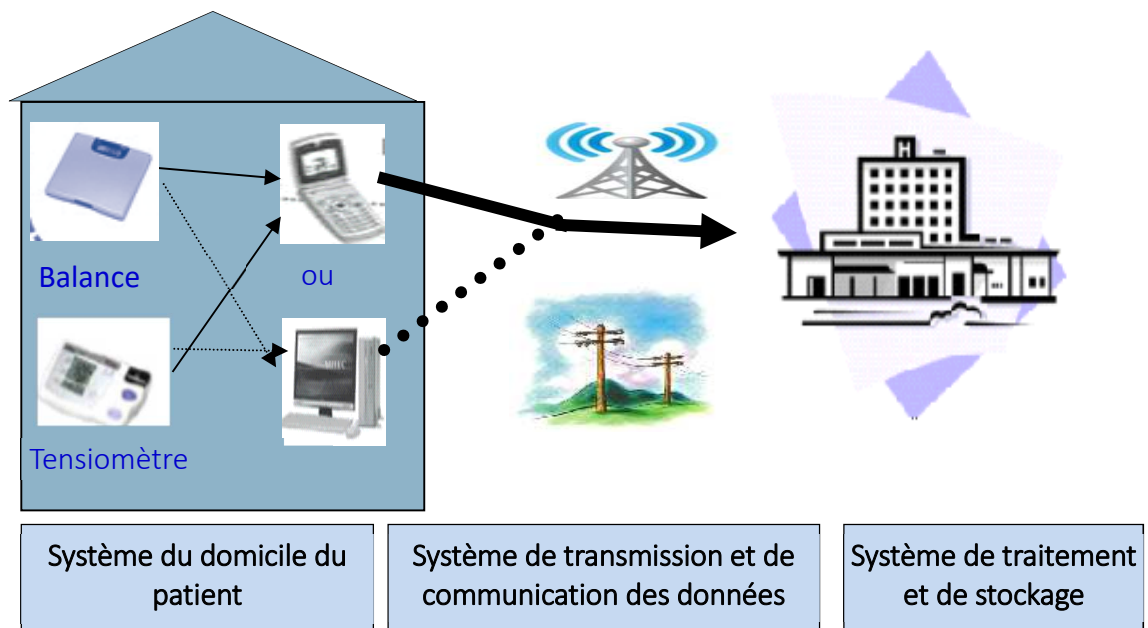 H
Balance
ou
Tensiomètre
Système du domicile du
patient
Système de transmission et de
communication des données
Système de traitement
et de stockage